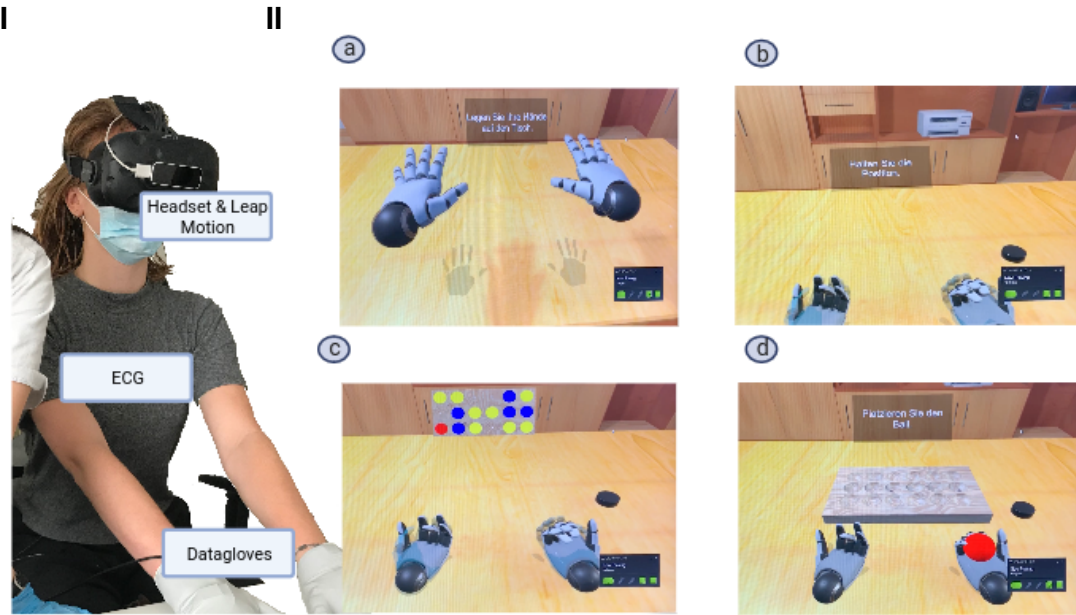 I
II
a
b
Legen Sie Ihre Hände
auf den Tisch.
Halten Sie die
Position.
Headset & Leap
Motion
c
d
Platzieren Sie den
Ball
ECG
Datagloves